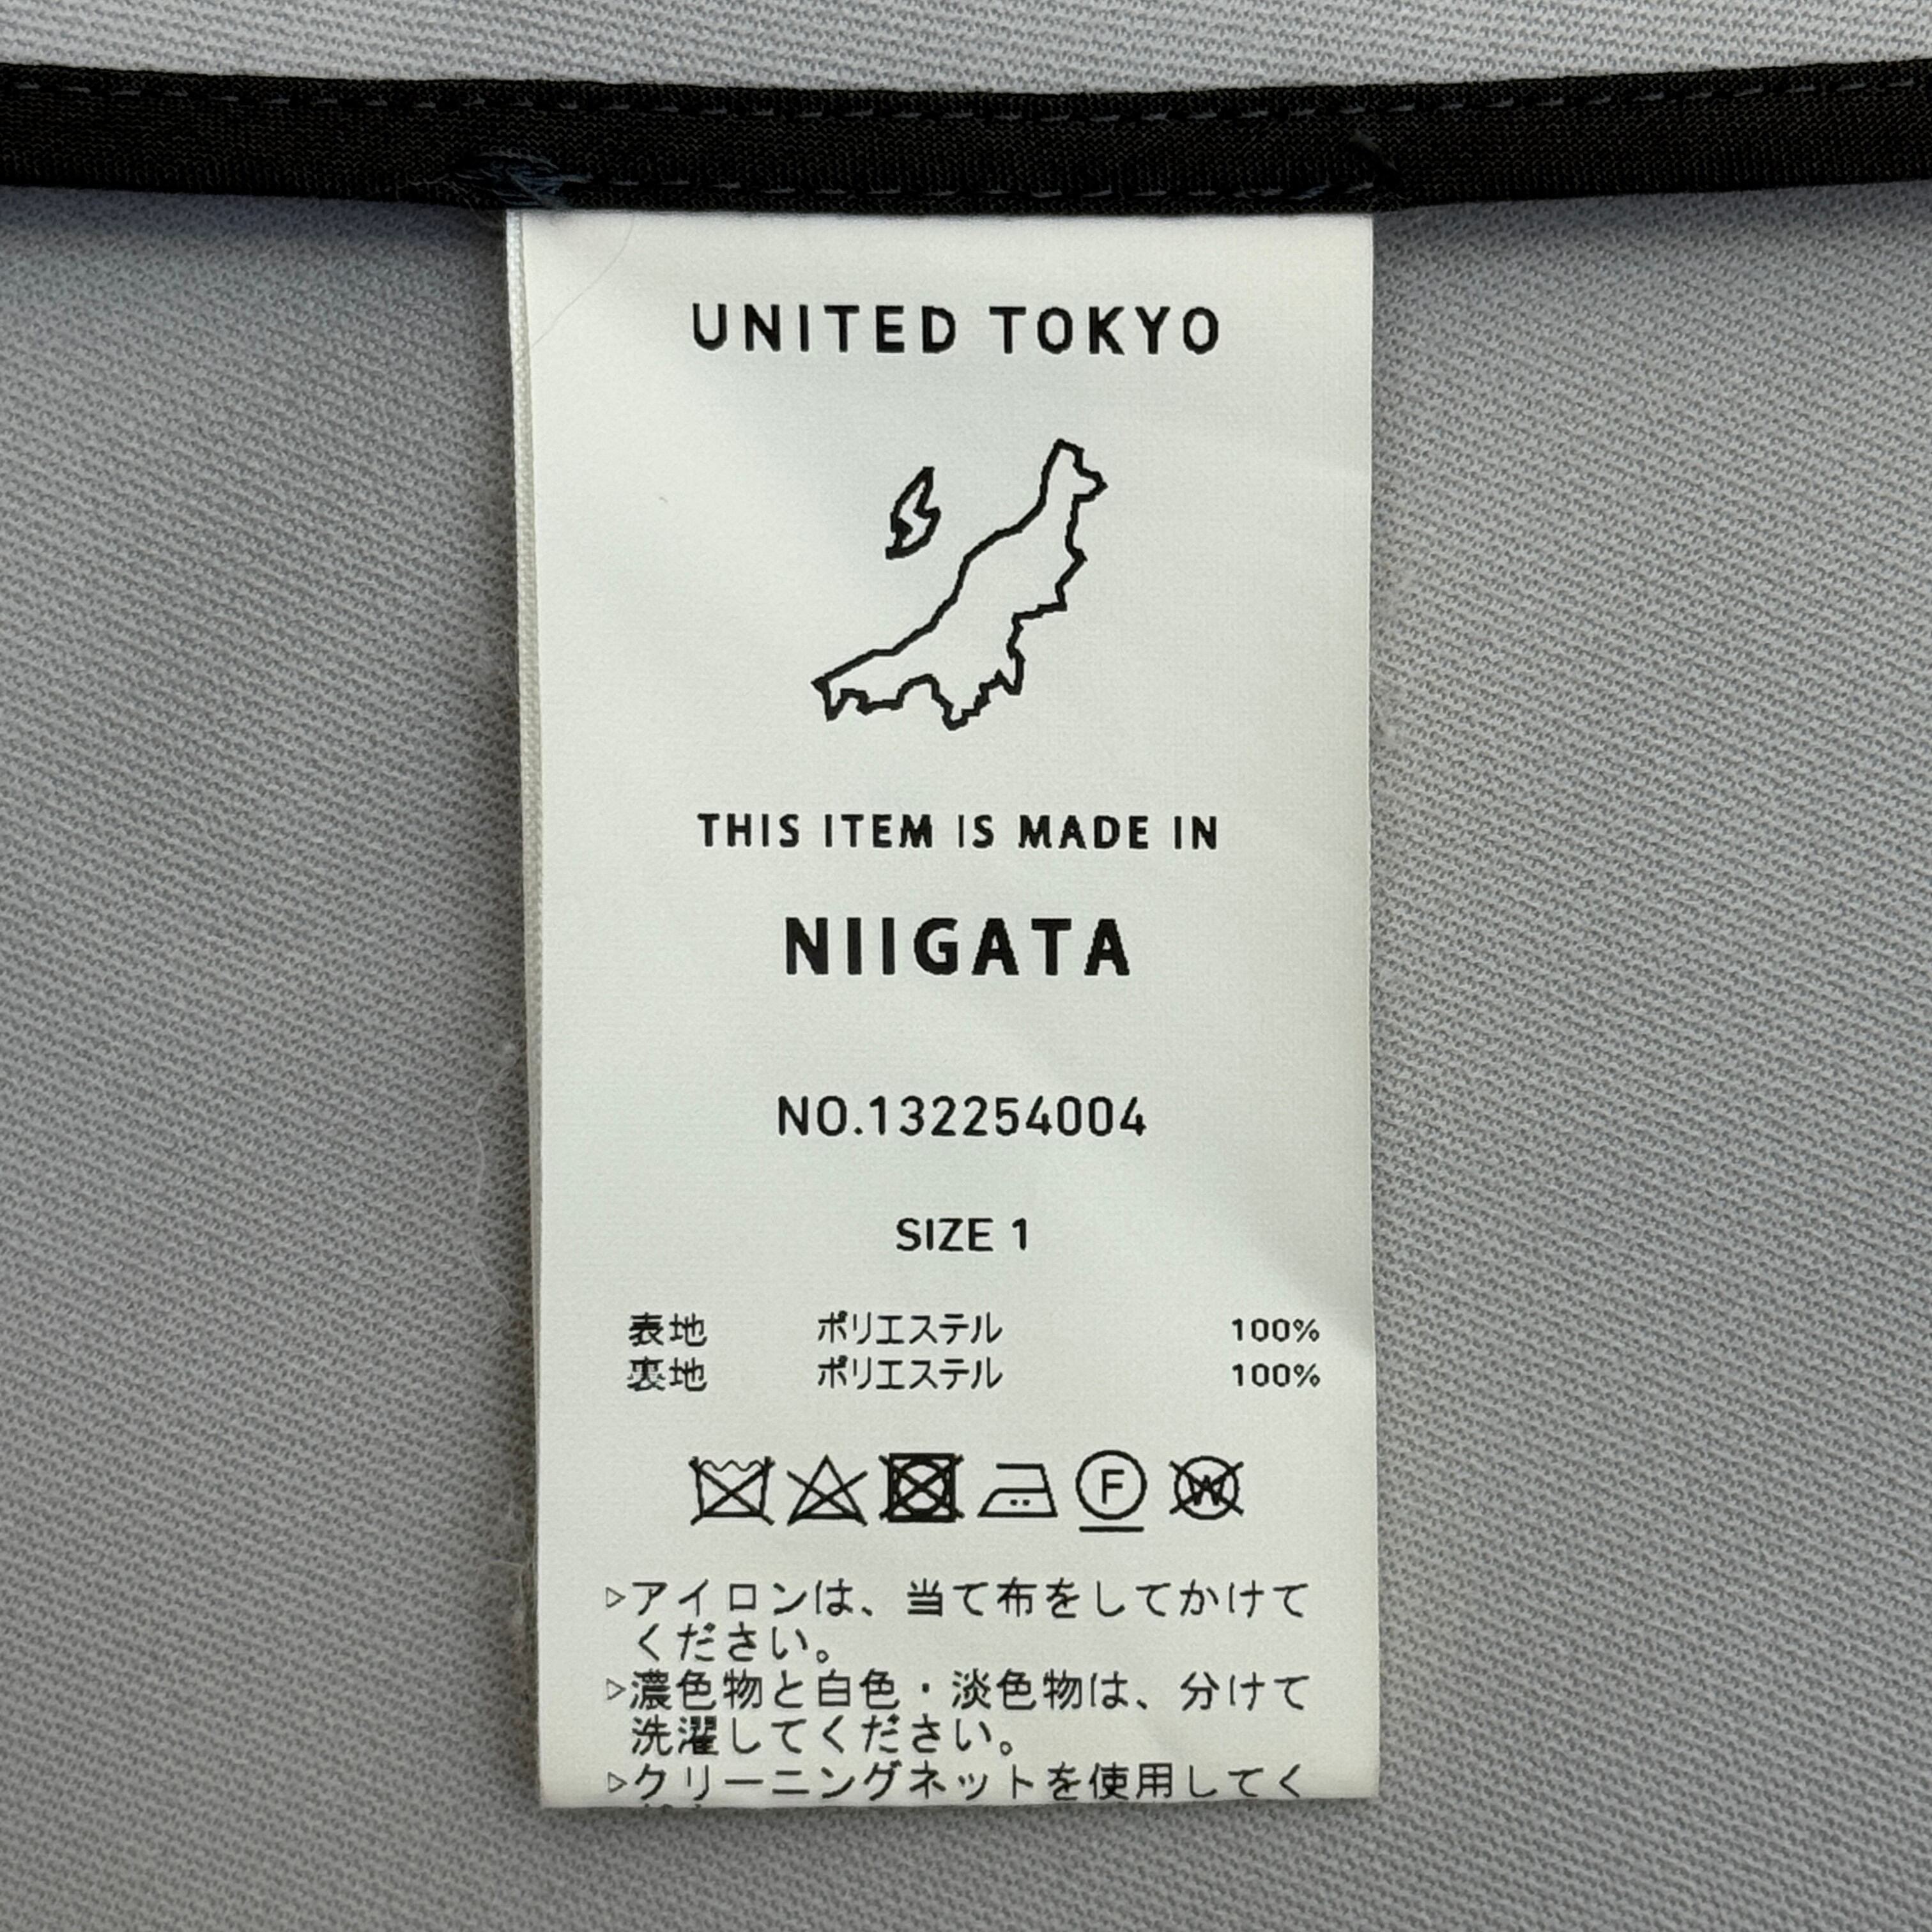 UNITED TOKYO
THIS ITEM IS MADE IN
NIIGATA
NO.132254004
SIZE 1
表地 ポリエステル 100%
裏地 ポリエステル 100%
F W
▷アイロンは、当て布をしてかけて
ください。
▷濃色物と白色・淡色物は、分けて
洗濯してください。
▷クリーニングネットを使用してく